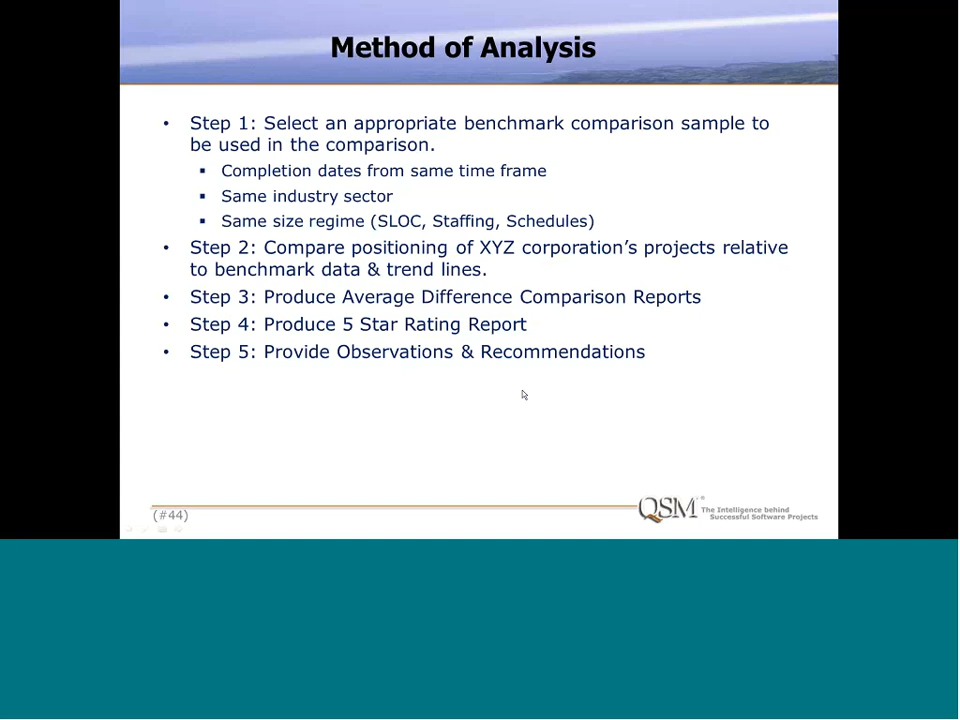 Method of Analysis
• Step 1: Select an appropriate benchmark comparison sample to
be used in the comparison.
▪ Completion dates from same time frame
▪ Same industry sector
▪ Same size regime (SLOC, Staffing, Schedules)
• Step 2: Compare positioning of XYZ corporation’s projects relative
to benchmark data & trend lines.
• Step 3: Produce Average Difference Comparison Reports
• Step 4: Produce 5 Star Rating Report
• Step 5: Provide Observations & Recommendations
(#44)
QSM®
The Intelligence behind
Successful Software Projects